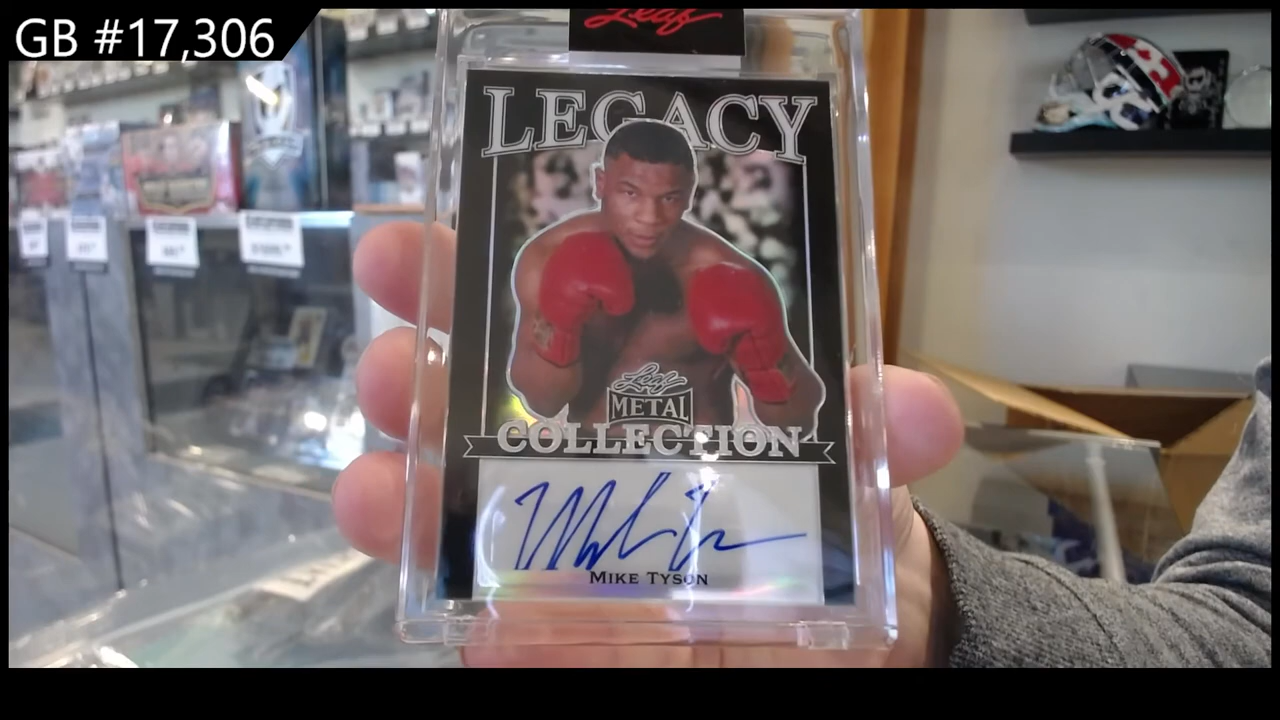 GB #17,306
Leaf
LEGACY
Leaf
METAL
COLLECTION
MIKE TYSON